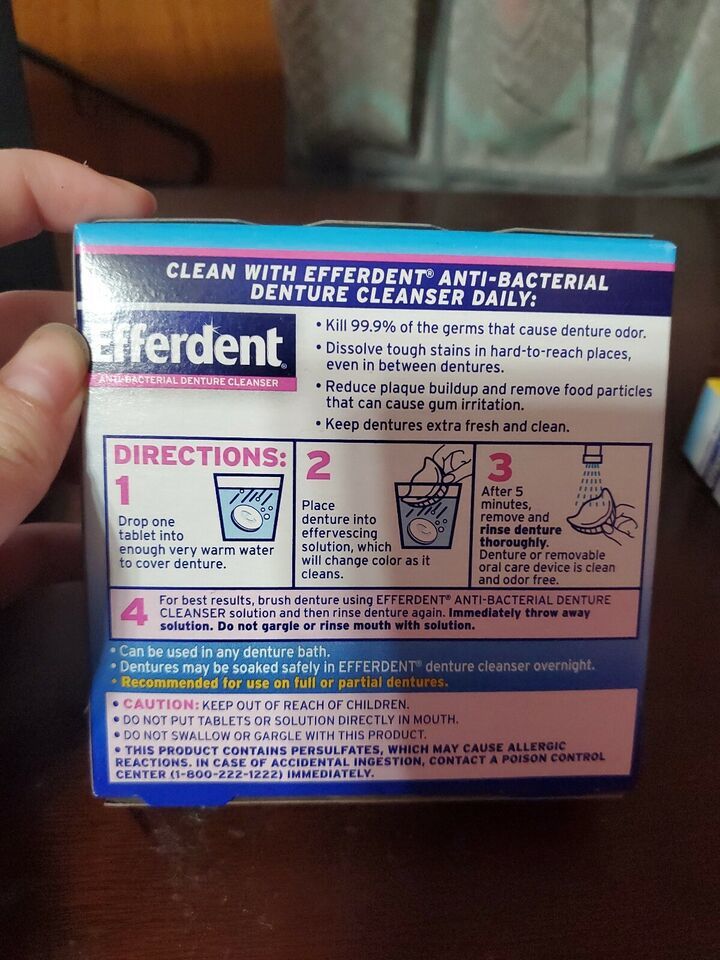 CLEAN WITH EFFERDENT® ANTI-BACTERIAL
DENTURE CLEANSER DAILY:
Efferdent®
ANTI-BACTERIAL DENTURE CLEANSER
• Kill 99.9% of the germs that cause denture odor.
• Dissolve tough stains in hard-to-reach places,
even in between dentures.
• Reduce plaque buildup and remove food particles
that can cause gum irritation.
• Keep dentures extra fresh and clean.
DIRECTIONS:
1
Drop one
tablet into
enough very warm water
to cover denture.
2
Place
denture into
effervescing
solution, which
will change color as it
cleans.
3
After 5
minutes,
remove and
rinse denture
thoroughly.
Denture or removable
oral care device is clean
and odor free.
4
For best results, brush denture using EFFERDENT® ANTI-BACTERIAL DENTURE
CLEANSER solution and then rinse denture again. Immediately throw away
solution. Do not gargle or rinse mouth with solution.
• Can be used in any denture bath.
• Dentures may be soaked safely in EFFERDENT® denture cleanser overnight.
• Recommended for use on full or partial dentures.
• CAUTION: KEEP OUT OF REACH OF CHILDREN.
• DO NOT PUT TABLETS OR SOLUTION DIRECTLY IN MOUTH.
• DO NOT SWALLOW OR GARGLE WITH THIS PRODUCT.
• THIS PRODUCT CONTAINS PERSULFATES, WHICH MAY CAUSE ALLERGIC
REACTIONS. IN CASE OF ACCIDENTAL INGESTION, CONTACT A POISON CONTROL
CENTER (1-800-222-1222) IMMEDIATELY.